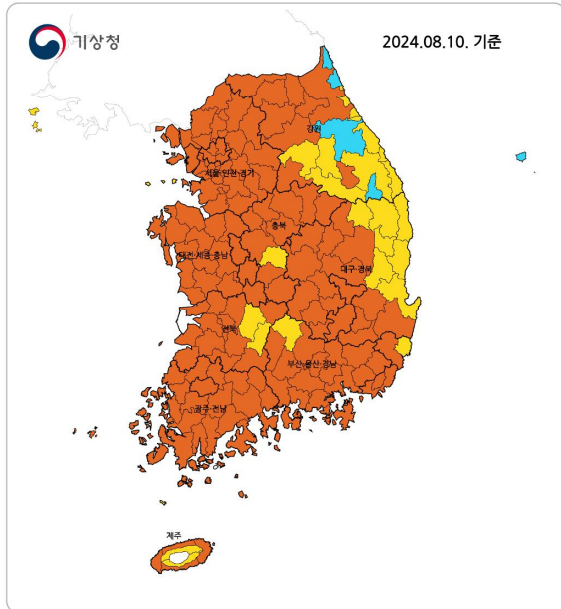 기상청
2024.08.10. 기준
강원
서울·인천·경기
충북
대전·세종·충남
대구·경북
전북
부산·울산·경남
광주·전남
제주